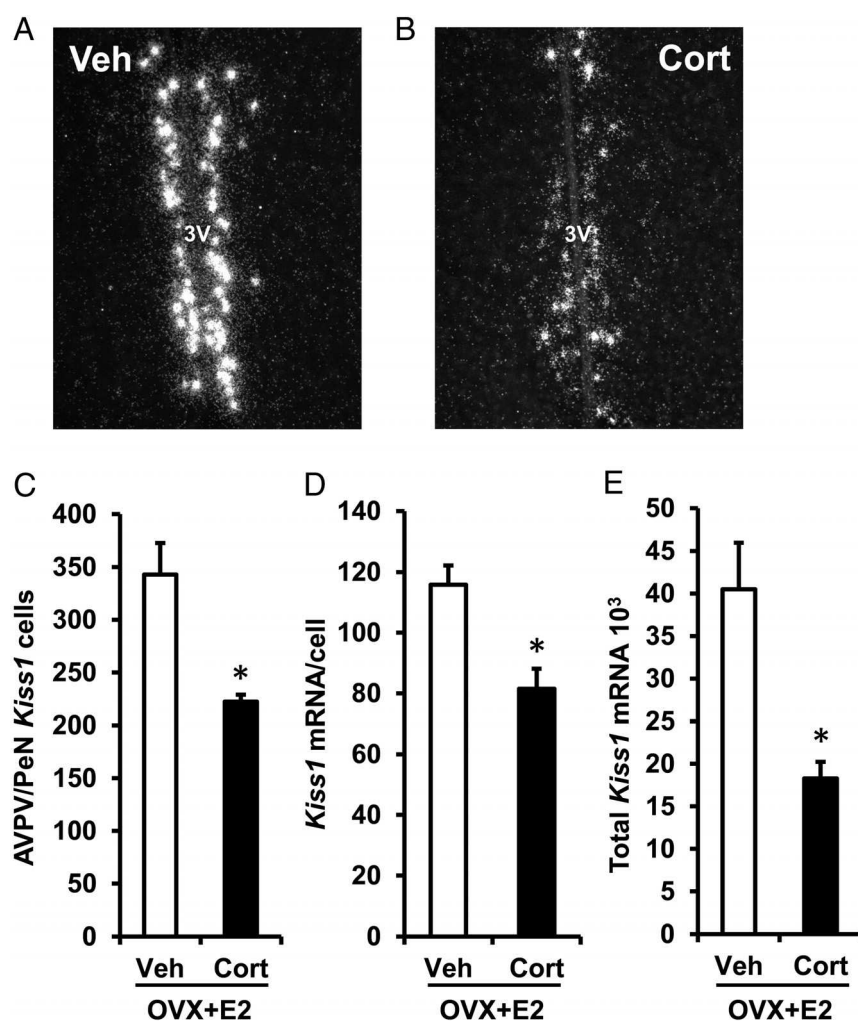 A
Veh
3V
B
Cort
3V
C
AVPV/PeN Kiss1 cells
400
350
300
250
200
150
100
50
0
*
Veh Cort
OVX+E2
D
Kiss1 mRNA/cell
140
120
100
80
60
40
20
0
*
Veh Cort
OVX+E2
E
Total Kiss1 mRNA 10³
50
45
40
35
30
25
20
15
10
5
0
*
Veh Cort
OVX+E2